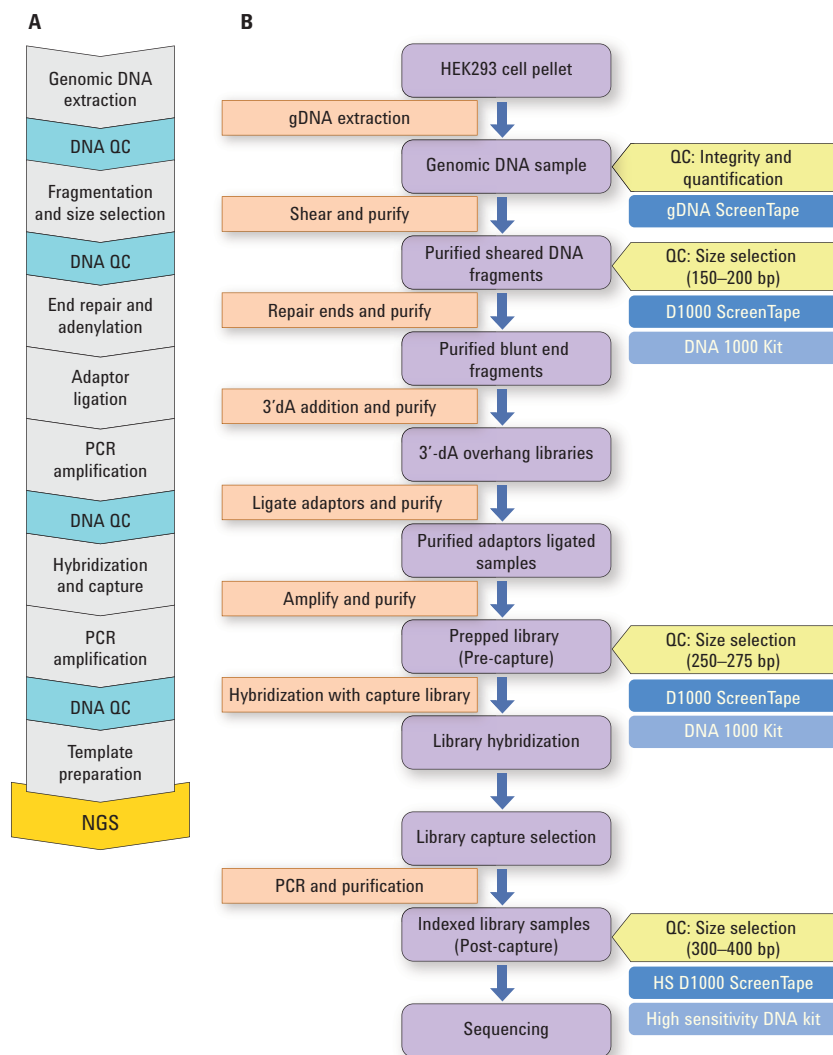 A
Genomic DNA
extraction
DNA QC
Fragmentation
and size selection
DNA QC
End repair and
adenylation
Adaptor
ligation
PCR
amplification
DNA QC
Hybridization
and capture
PCR
amplification
DNA QC
Template
preparation
NGS
B
HEK293 cell pellet
gDNA extraction
Genomic DNA sample
QC: Integrity and
quantification
gDNA ScreenTape
Shear and purify
Purified sheared DNA
fragments
QC: Size selection
(150–200 bp)
D1000 ScreenTape
DNA 1000 Kit
Repair ends and purify
Purified blunt end
fragments
3′dA addition and purify
3′-dA overhang libraries
Ligate adaptors and purify
Purified adaptors ligated
samples
Amplify and purify
Prepped library
(Pre-capture)
QC: Size selection
(250–275 bp)
D1000 ScreenTape
DNA 1000 Kit
Hybridization with capture library
Library hybridization
Library capture selection
PCR and purification
Indexed library samples
(Post-capture)
QC: Size selection
(300–400 bp)
HS D1000 ScreenTape
High sensitivity DNA kit
Sequencing